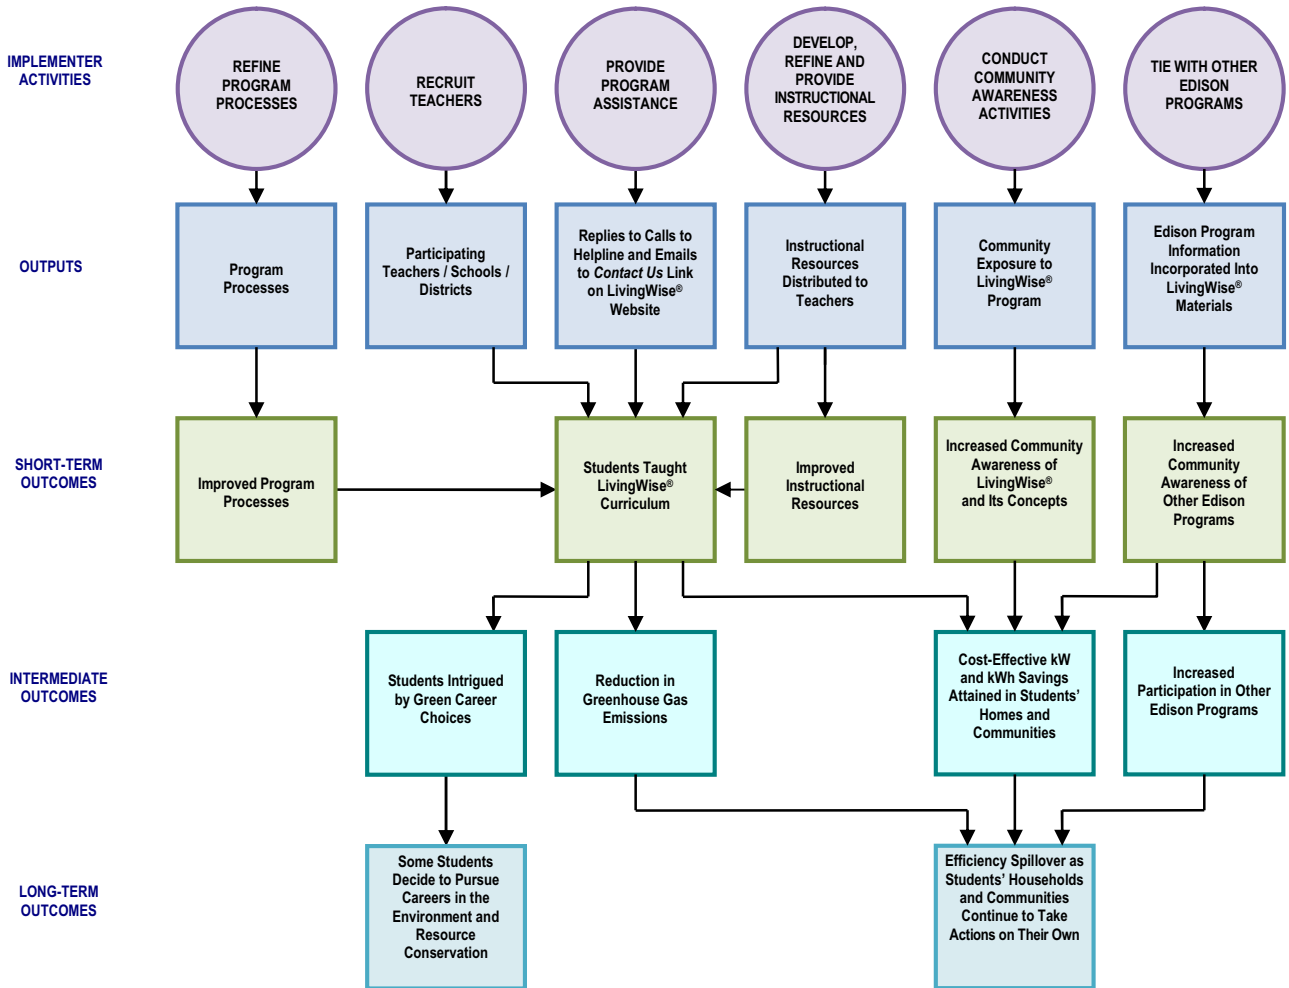 IMPLEMENTER
ACTIVITIES
REFINE
PROGRAM
PROCESSES
RECRUIT
TEACHERS
PROVIDE
PROGRAM
ASSISTANCE
DEVELOP,
REFINE AND
PROVIDE
INSTRUCTIONAL
RESOURCES
CONDUCT
COMMUNITY
AWARENESS
ACTIVITIES
TIE WITH OTHER
EDISON
PROGRAMS
OUTPUTS
Program
Processes
Participating
Teachers / Schools /
Districts
Replies to Calls to
Helpline and Emails
to Contact Us Link
on LivingWise®
Website
Instructional
Resources
Distributed to
Teachers
Community
Exposure to
LivingWise®
Program
Edison Program
Information
Incorporated Into
LivingWise®
Materials
SHORT-TERM
OUTCOMES
Improved Program
Processes
Students Taught
LivingWise®
Curriculum
Improved
Instructional
Resources
Increased Community
Awareness of
LivingWise®
and Its Concepts
Increased
Community
Awareness of
Other Edison
Programs
INTERMEDIATE
OUTCOMES
Students Intrigued
by Green Career
Choices
Reduction in
Greenhouse Gas
Emissions
Cost-Effective kW
and kWh Savings
Attained in Students’
Homes and
Communities
Increased
Participation in Other
Edison Programs
LONG-TERM
OUTCOMES
Some Students
Decide to Pursue
Careers in the
Environment and
Resource
Conservation
Efficiency Spillover as
Students’ Households
and Communities
Continue to Take
Actions on Their Own